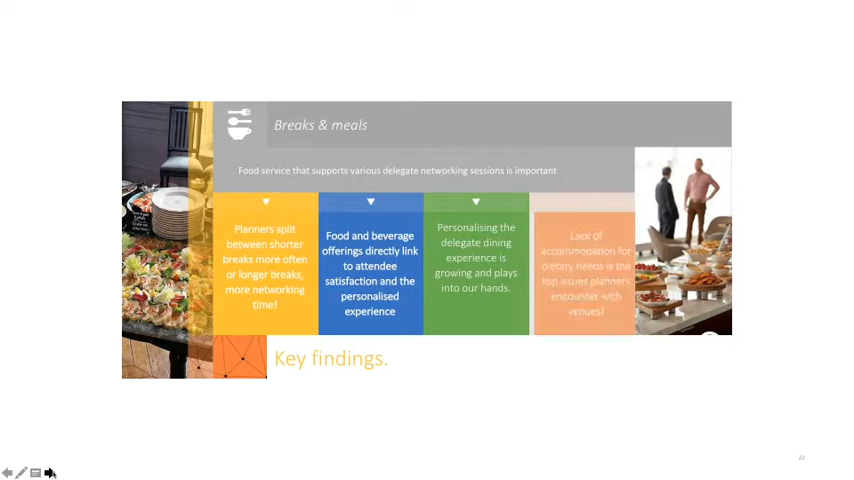 Breaks & meals
Food service that supports various delegate networking sessions is important
Planners split
between shorter
breaks more often
or longer breaks,
more networking
time!
Food and beverage
offerings directly link
to attendee
satisfaction and the
personalised
experience
Personalising the
delegate dining
experience is
growing and plays
into our hands.
Lack of
accommodation for
dietary needs is the
top issues planners
encounter with
venues!
Key findings.
22